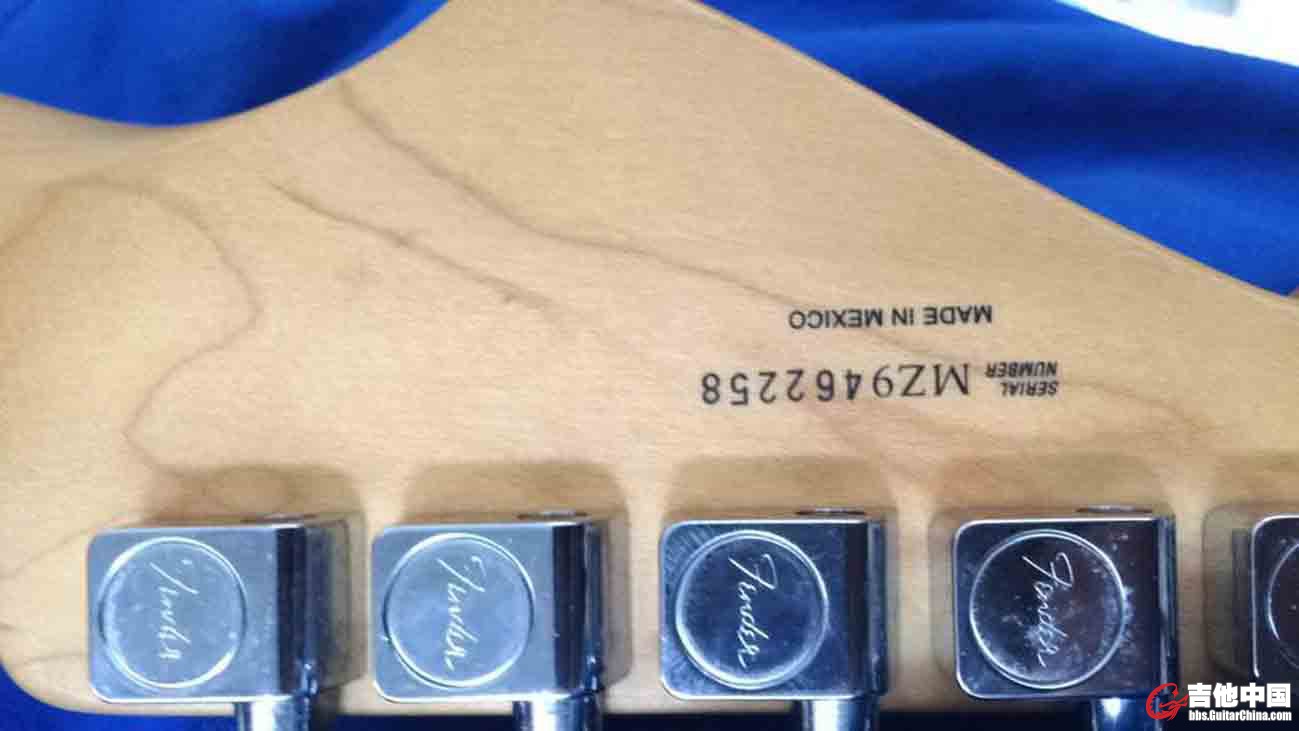 MADE IN MEXICO
SERIAL
NUMBER MZ9462258
Fender
Fender
Fender
Fender
吉他中国
bbs.GuitarChina.com